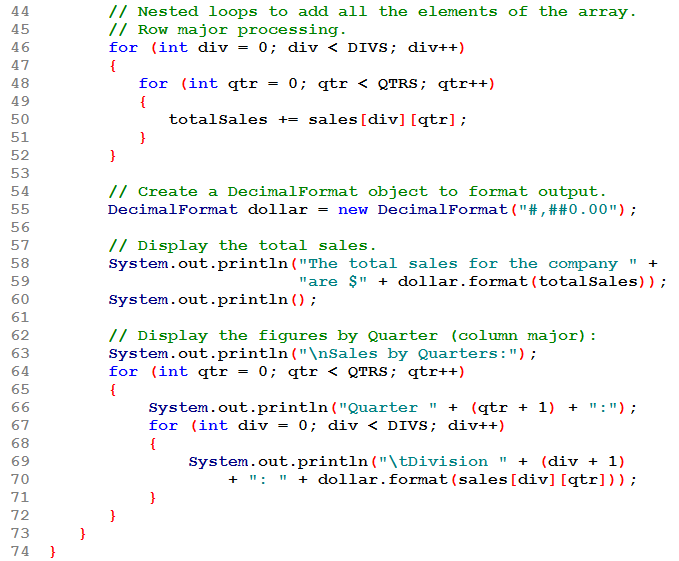 44        // Nested loops to add all the elements of the array.
45        // Row major processing.
46        for (int div = 0; div < DIVS; div++)
47        {
48           for (int qtr = 0; qtr < QTRS; qtr++)
49           {
50              totalSales += sales[div][qtr];
51           }
52        }
53
54        // Create a DecimalFormat object to format output.
55        DecimalFormat dollar = new DecimalFormat("#,##0.00");
56
57        // Display the total sales.
58        System.out.println("The total sales for the company " +
59                           "are $" + dollar.format(totalSales));
60        System.out.println();
61
62        // Display the figures by Quarter (column major):
63        System.out.println("\nSales by Quarters:");
64        for (int qtr = 0; qtr < QTRS; qtr++)
65        {
66            System.out.println("Quarter " + (qtr + 1) + ":");
67            for (int div = 0; div < DIVS; div++)
68            {
69                System.out.println("\tDivision " + (div + 1)
70                    + ": " + dollar.format(sales[div][qtr]));
71            }
72        }
73     }
74  }